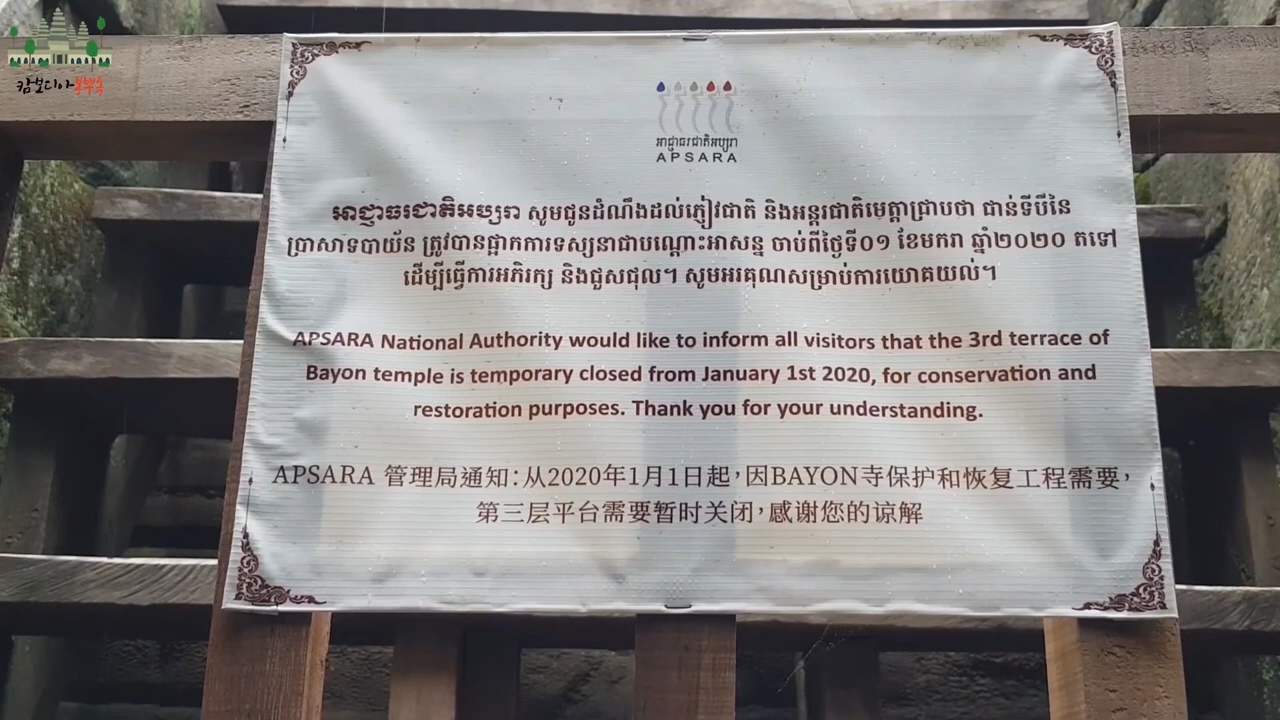 캄보디아부부톡
អាជ្ញាធរជាតិអប្សរា
APSARA
អាជ្ញាធរជាតិអប្សរា សូមជូនដំណឹងដល់ភ្ញៀវជាតិ និងអន្តរជាតិមេត្តាជ្រាបថា ជាន់ទីបីនៃ
ប្រាសាទបាយ័ន ត្រូវបានផ្អាកការទស្សនាជាបណ្តោះអាសន្ន ចាប់ពីថ្ងៃទី០១ ខែមករា ឆ្នាំ២០២០ តទៅ
ដើម្បីធ្វើការអភិរក្ស និងជួសជុល។ សូមអរគុណសម្រាប់ការយោគយល់។
APSARA National Authority would like to inform all visitors that the 3rd terrace of
Bayon temple is temporary closed from January 1st 2020, for conservation and
restoration purposes. Thank you for your understanding.
APSARA 管理局通知：从2020年1月1日起，因BAYON寺保护和恢复工程需要，
第三层平台需要暂时关闭，感谢您的谅解